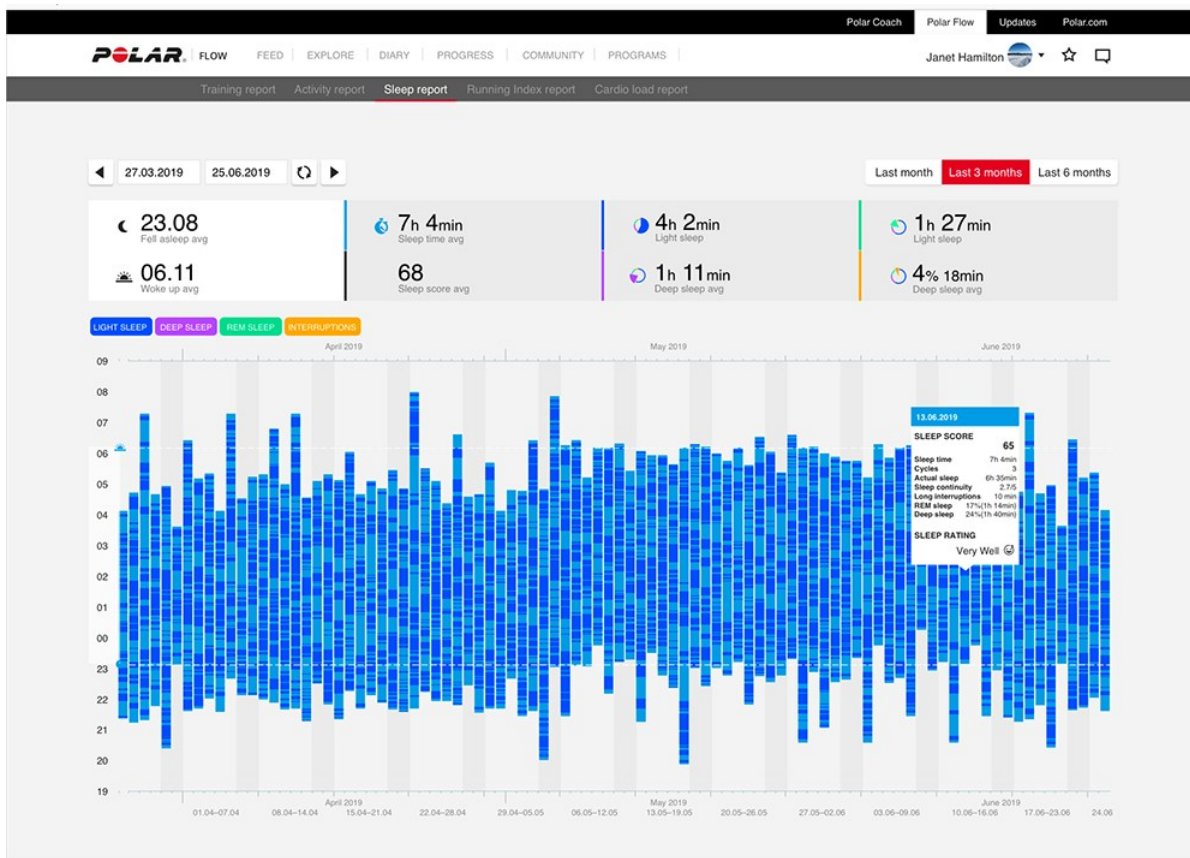 Polar Coach Polar Flow Updates Polar.com
POLAR. FLOW FEED EXPLORE DIARY PROGRESS COMMUNITY PROGRAMS Janet Hamilton
Training report Activity report Sleep report Running Index report Cardio load report
27.03.2019 25.06.2019 Last month Last 3 months Last 6 months
23.08 7h 4min 4h 2min 1h 27min
Fell asleep avg Sleep time avg Light sleep Light sleep
06.11 68 1h 11min 4% 18min
Woke up avg Sleep score avg Deep sleep avg Deep sleep avg
LIGHT SLEEP DEEP SLEEP REM SLEEP INTERRUPTIONS
April 2019 May 2019 June 2019
09
08
07
06
05
04
03
02
01
00
23
22
21
20
19
13.06.2019
SLEEP SCORE
65
Sleep time 7h 4min
Cycles 3
Actual sleep 6h 35min
Sleep continuity 2.7/5
Long interruptions 10 min
REM sleep 17%(1h 14min)
Deep sleep 24%(1h 40min)
SLEEP RATING
Very Well
April 2019 May 2019 June 2019
01.04–07.04 08.04–14.04 15.04–21.04 22.04–28.04 29.04–05.05 06.05–12.05 13.05–19.05 20.05–26.05 27.05–02.06 03.06–09.06 10.06–16.06 17.06–23.06 24.06